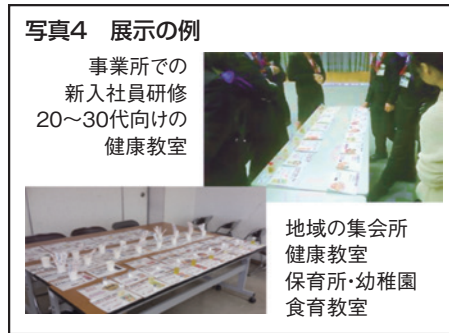 写真4 展示の例
事業所での
新入社員研修
20〜30代向けの
健康教室
地域の集会所
健康教室
保育所・幼稚園
食育教室